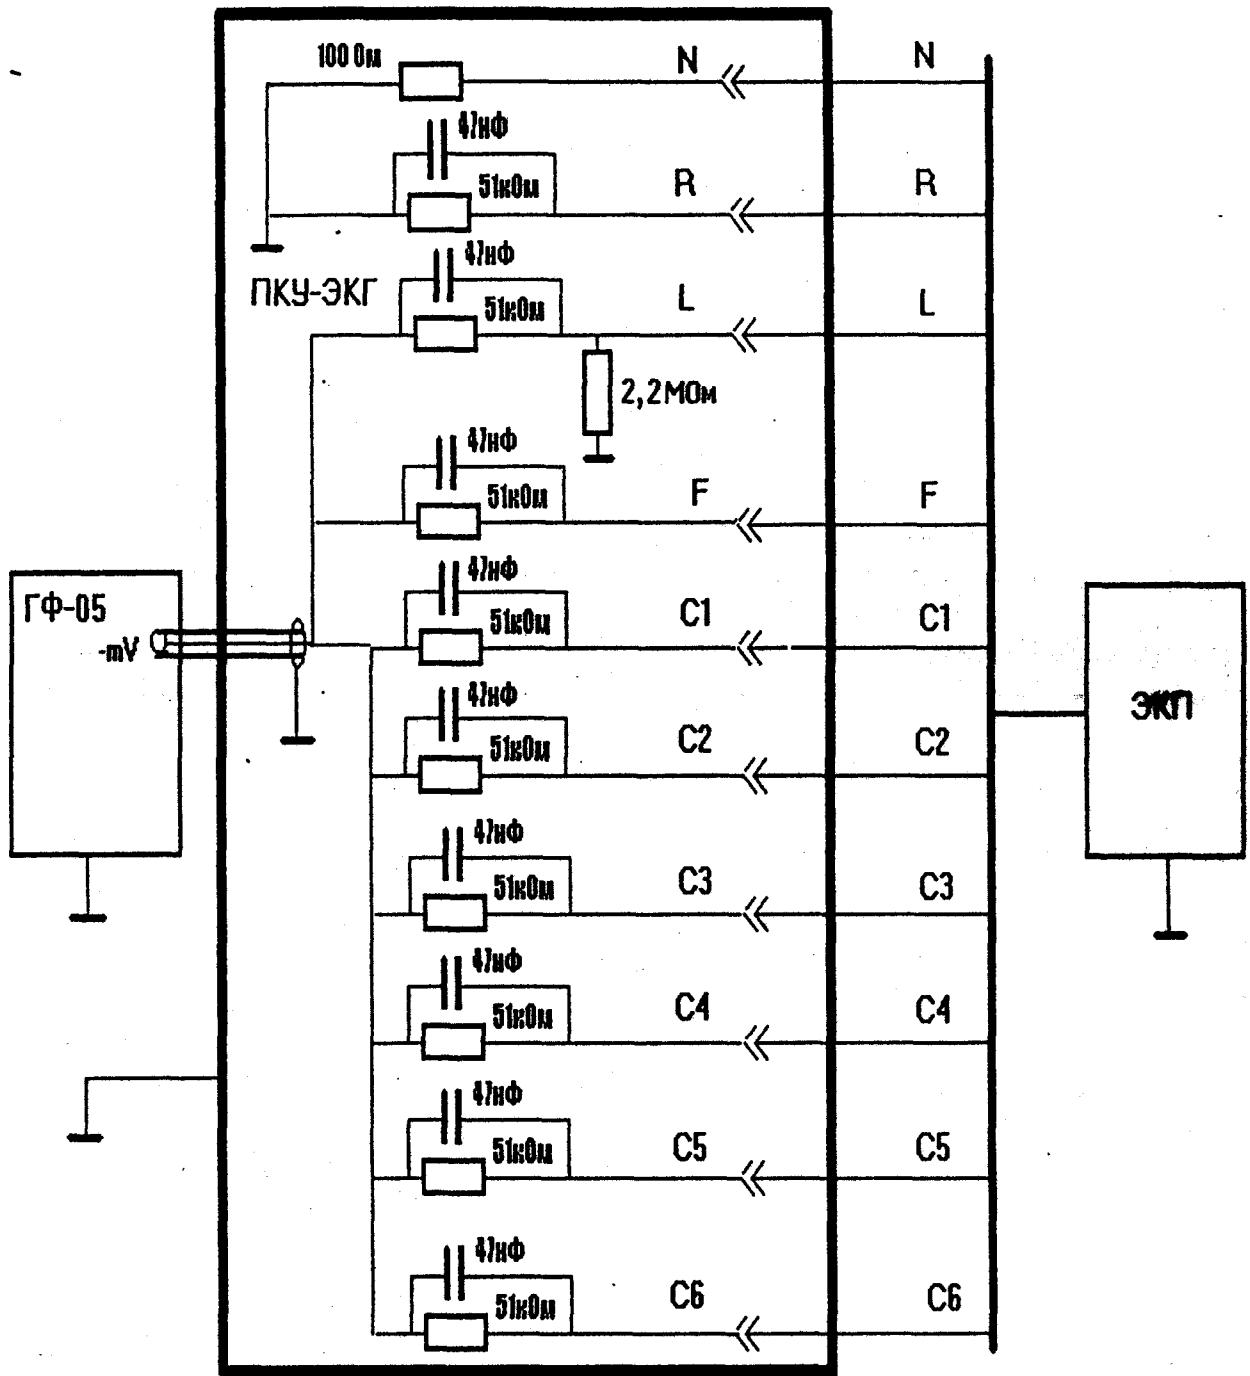 100 Ом
N
N
47нФ
51кОм
R
R
47нФ
ПКУ-ЭКГ
51кОм
L
L
2,2МОм
47нФ
51кОм
F
F
47нФ
ГФ-05
51кОм
C1
C1
-mV
47нФ
51кОм
C2
C2
ЭКП
47нФ
51кОм
C3
C3
47нФ
51кОм
C4
C4
47нФ
51кОм
C5
C5
47нФ
51кОм
C6
C6